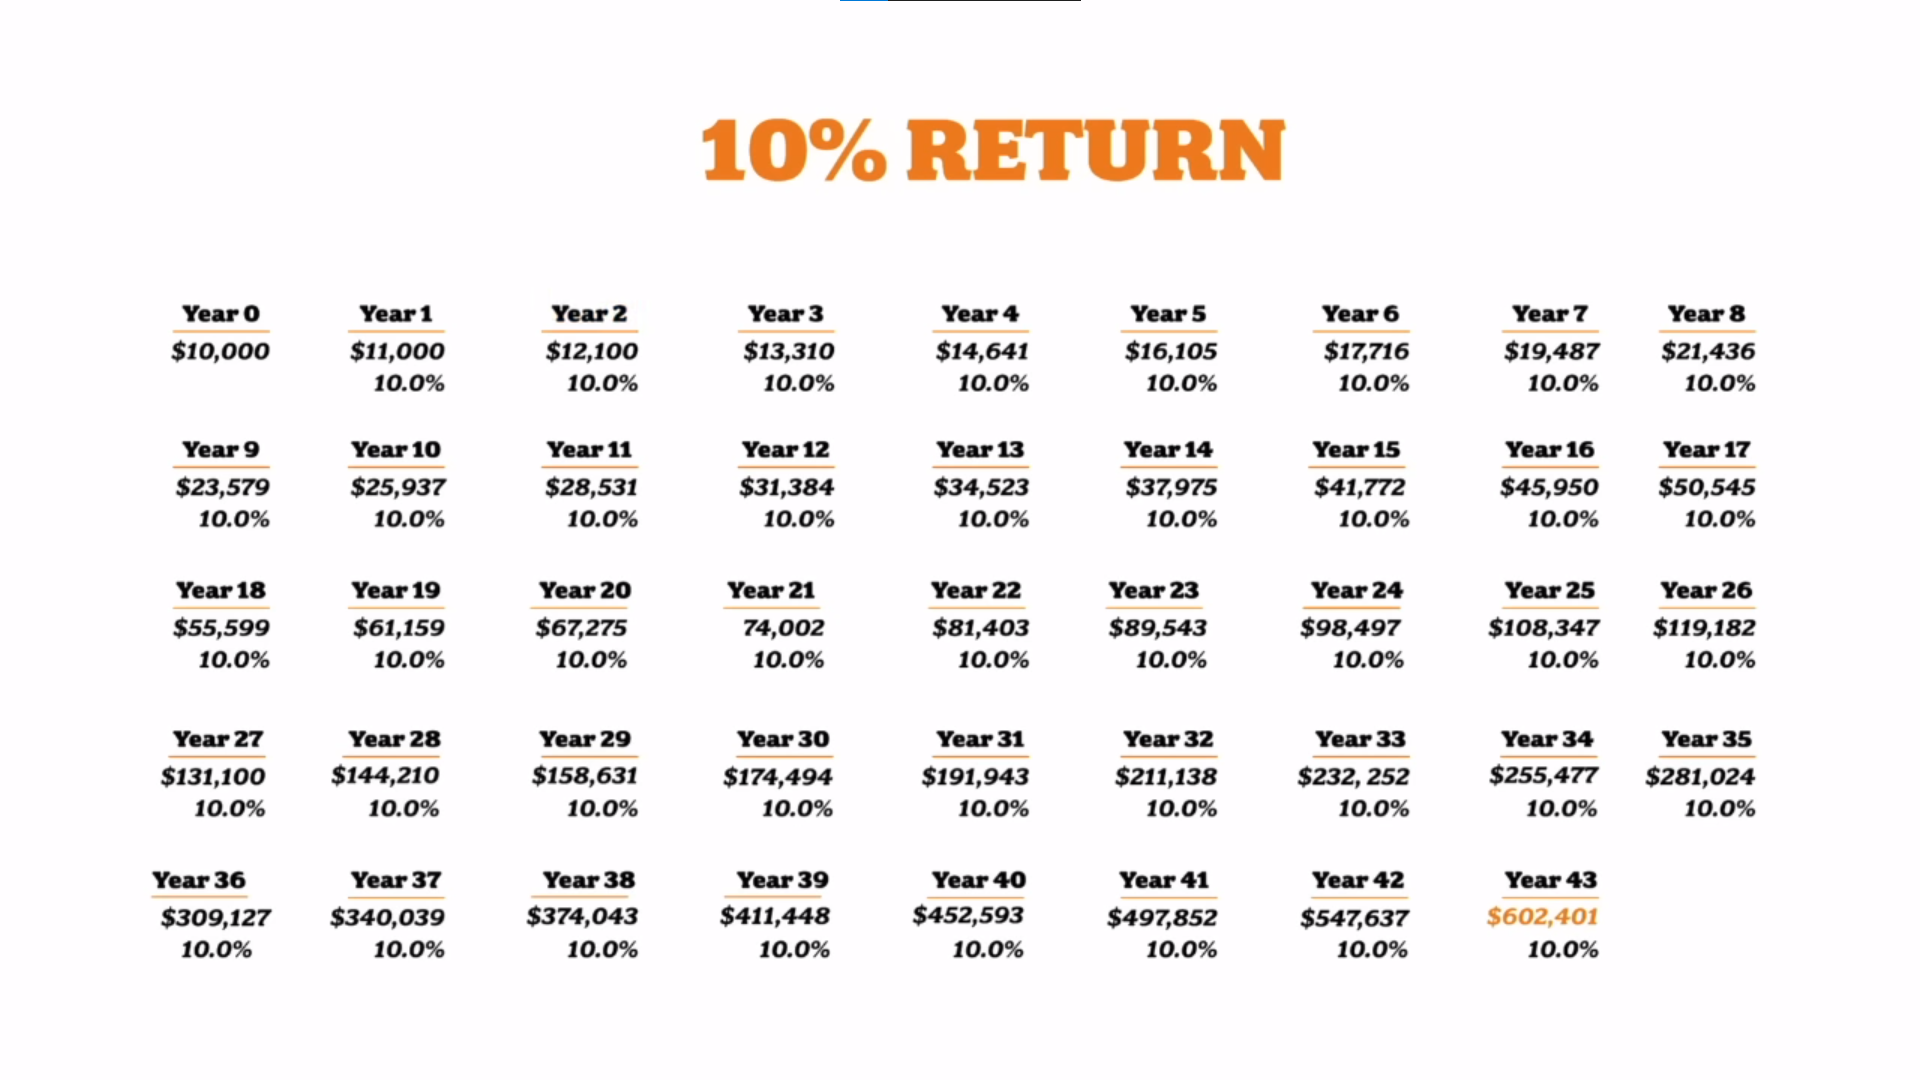 10% RETURN
Year 0 Year 1 Year 2 Year 3 Year 4 Year 5 Year 6 Year 7 Year 8
$10,000 $11,000 $12,100 $13,310 $14,641 $16,105 $17,716 $19,487 $21,436
10.0% 10.0% 10.0% 10.0% 10.0% 10.0% 10.0% 10.0%
Year 9 Year 10 Year 11 Year 12 Year 13 Year 14 Year 15 Year 16 Year 17
$23,579 $25,937 $28,531 $31,384 $34,523 $37,975 $41,772 $45,950 $50,545
10.0% 10.0% 10.0% 10.0% 10.0% 10.0% 10.0% 10.0% 10.0%
Year 18 Year 19 Year 20 Year 21 Year 22 Year 23 Year 24 Year 25 Year 26
$55,599 $61,159 $67,275 74,002 $81,403 $89,543 $98,497 $108,347 $119,182
10.0% 10.0% 10.0% 10.0% 10.0% 10.0% 10.0% 10.0% 10.0%
Year 27 Year 28 Year 29 Year 30 Year 31 Year 32 Year 33 Year 34 Year 35
$131,100 $144,210 $158,631 $174,494 $191,943 $211,138 $232, 252 $255,477 $281,024
10.0% 10.0% 10.0% 10.0% 10.0% 10.0% 10.0% 10.0% 10.0%
Year 36 Year 37 Year 38 Year 39 Year 40 Year 41 Year 42 Year 43
$309,127 $340,039 $374,043 $411,448 $452,593 $497,852 $547,637 $602,401
10.0% 10.0% 10.0% 10.0% 10.0% 10.0% 10.0% 10.0%